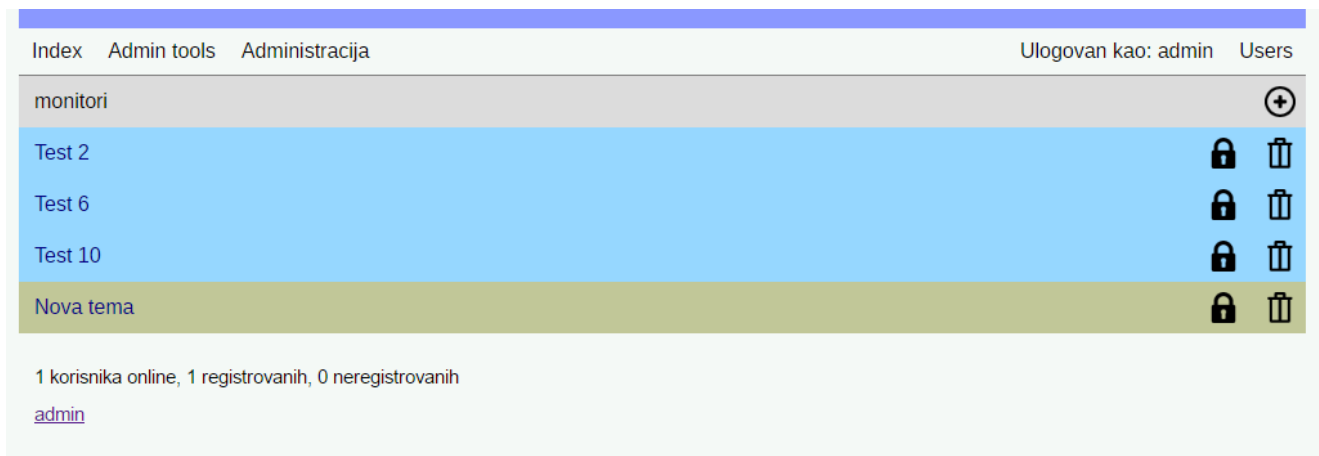 Index Admin tools Administracija Ulogovan kao: admin Users
monitori
Test 2
Test 6
Test 10
Nova tema
1 korisnika online, 1 registrovanih, 0 neregistrovanih
admin